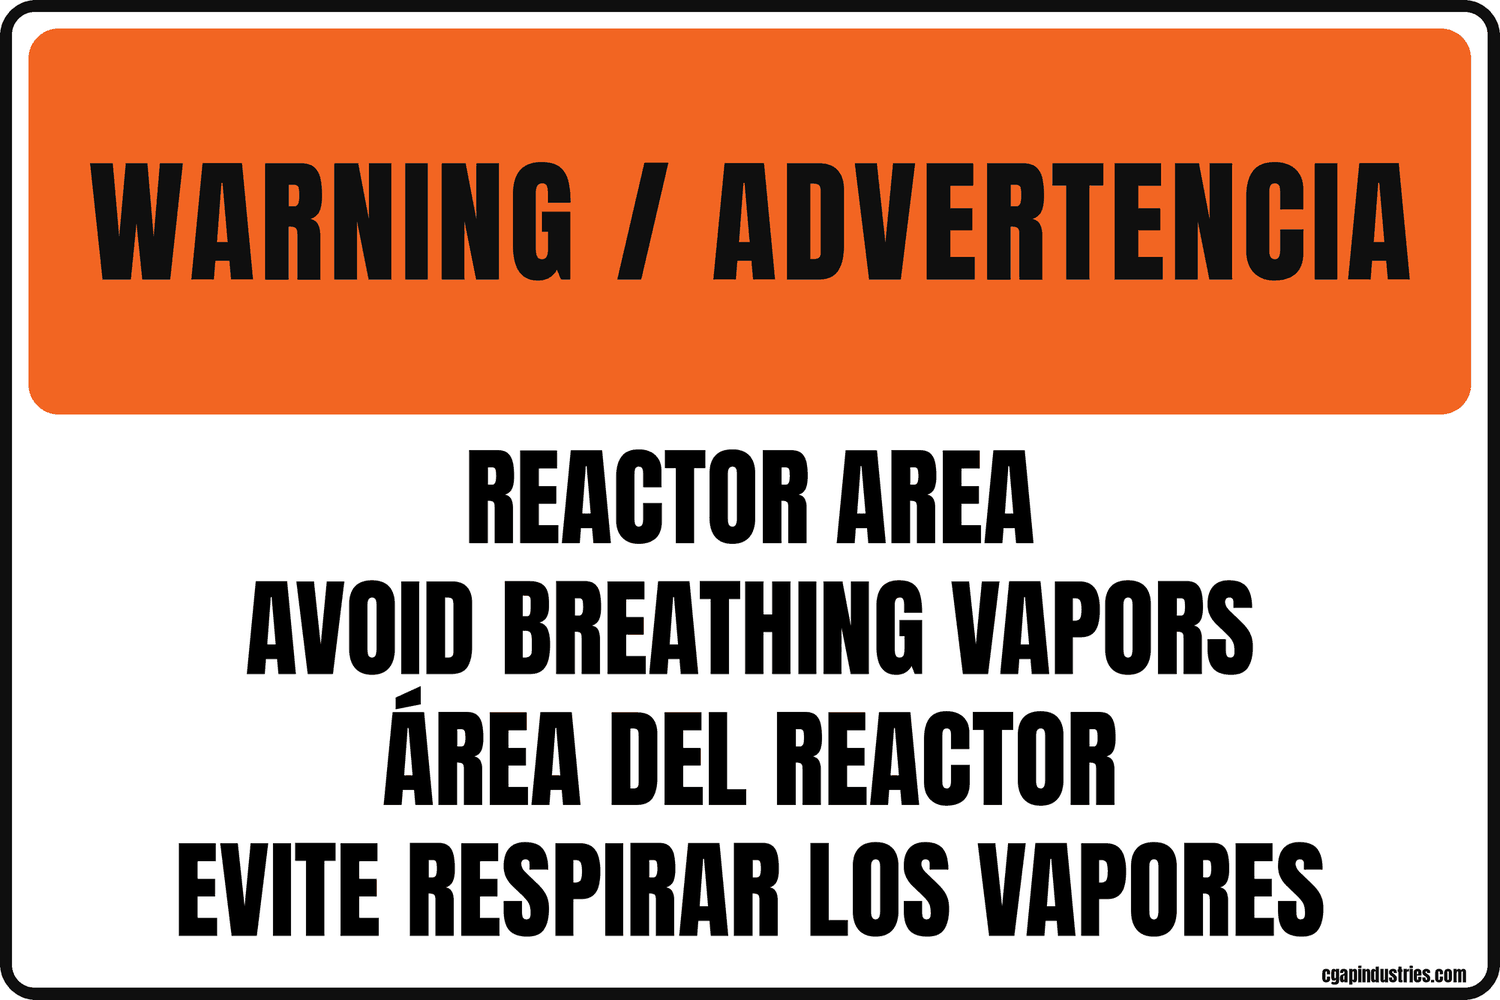 WARNING / ADVERTENCIA
REACTOR AREA
AVOID BREATHING VAPORS
ÁREA DEL REACTOR
EVITE RESPIRAR LOS VAPORES
cgapindustries.com